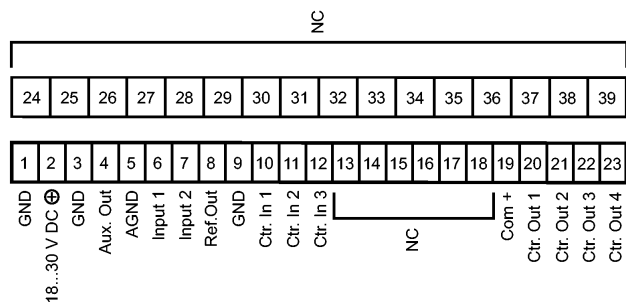 NC
24 25 26 27 28 29 30 31 32 33 34 35 36 37 38 39
1 2 3 4 5 6 7 8 9 10 11 12 13 14 15 16 17 18 19 20 21 22 23
GND
18...30 V DC ⊕
GND
Aux. Out
AGND
Input 1
Input 2
Ref.Out
GND
Ctr. In 1
Ctr. In 2
Ctr. In 3
NC
Com +
Ctr. Out 1
Ctr. Out 2
Ctr. Out 3
Ctr. Out 4